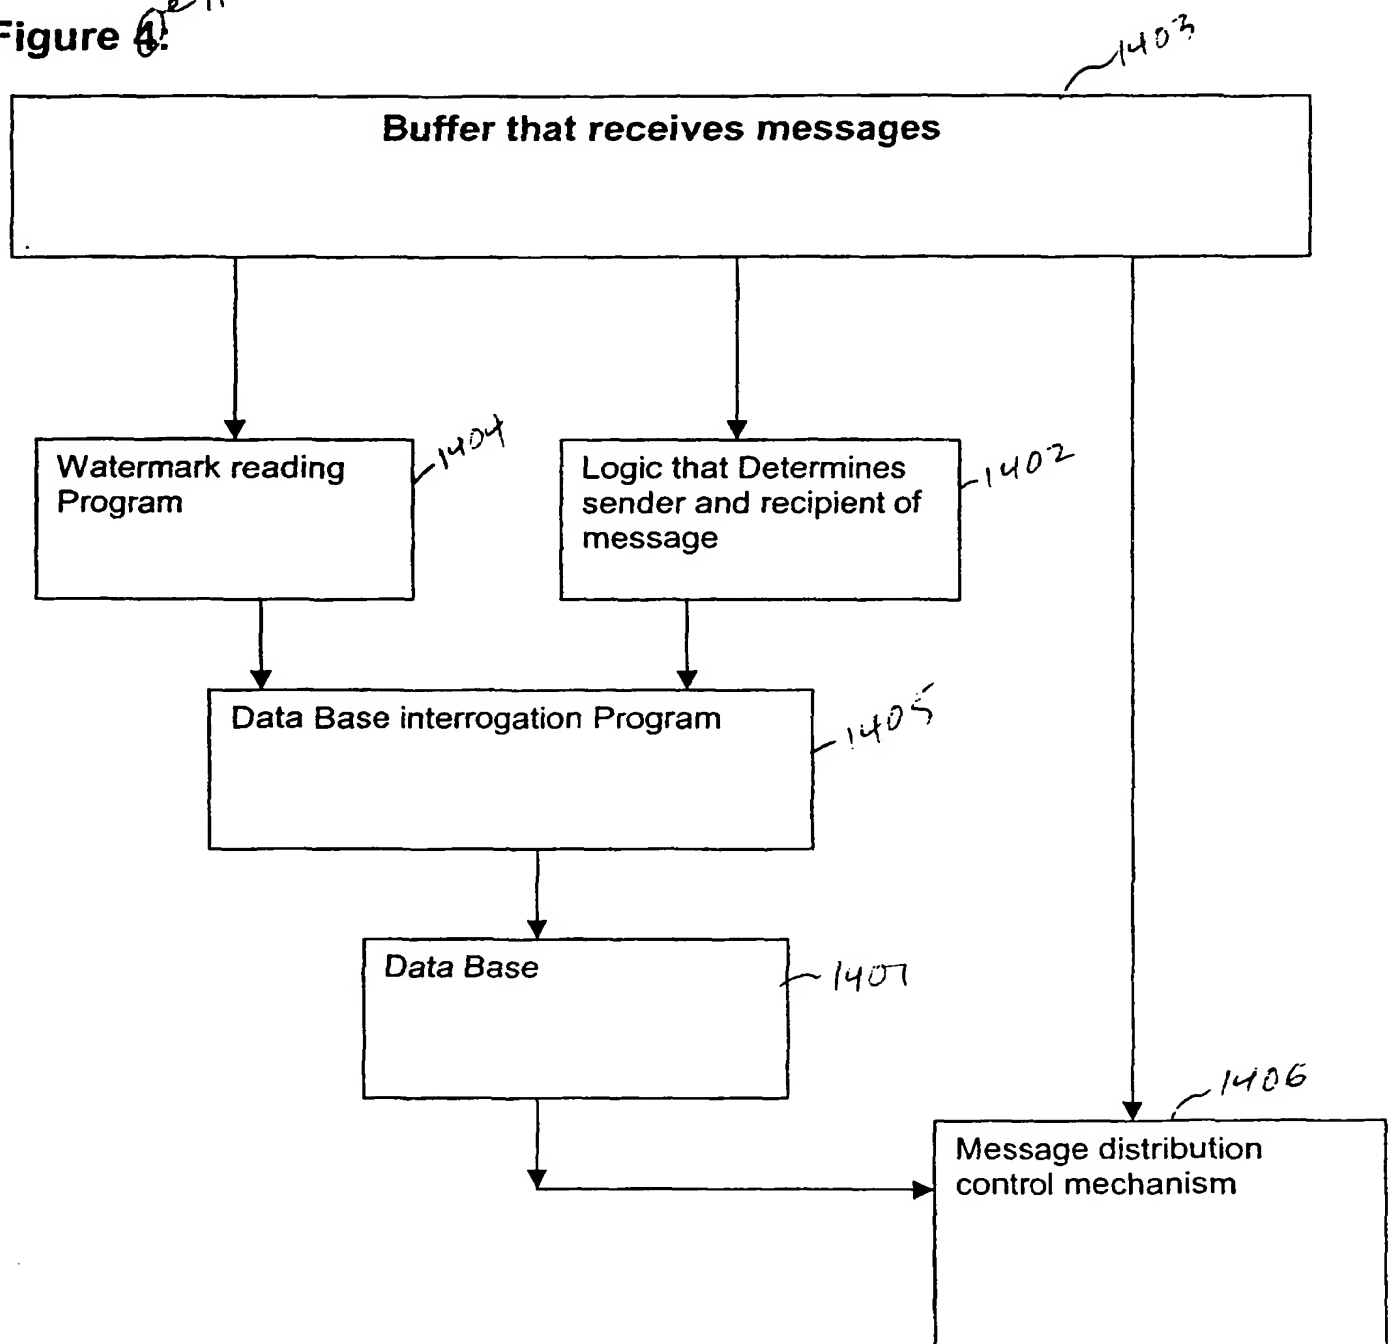 Figure 4:
1403
Buffer that receives messages
Watermark reading
Program
1404
Logic that Determines
sender and recipient of
message
1402
Data Base interrogation Program
1405
Data Base
1407
1406
Message distribution
control mechanism